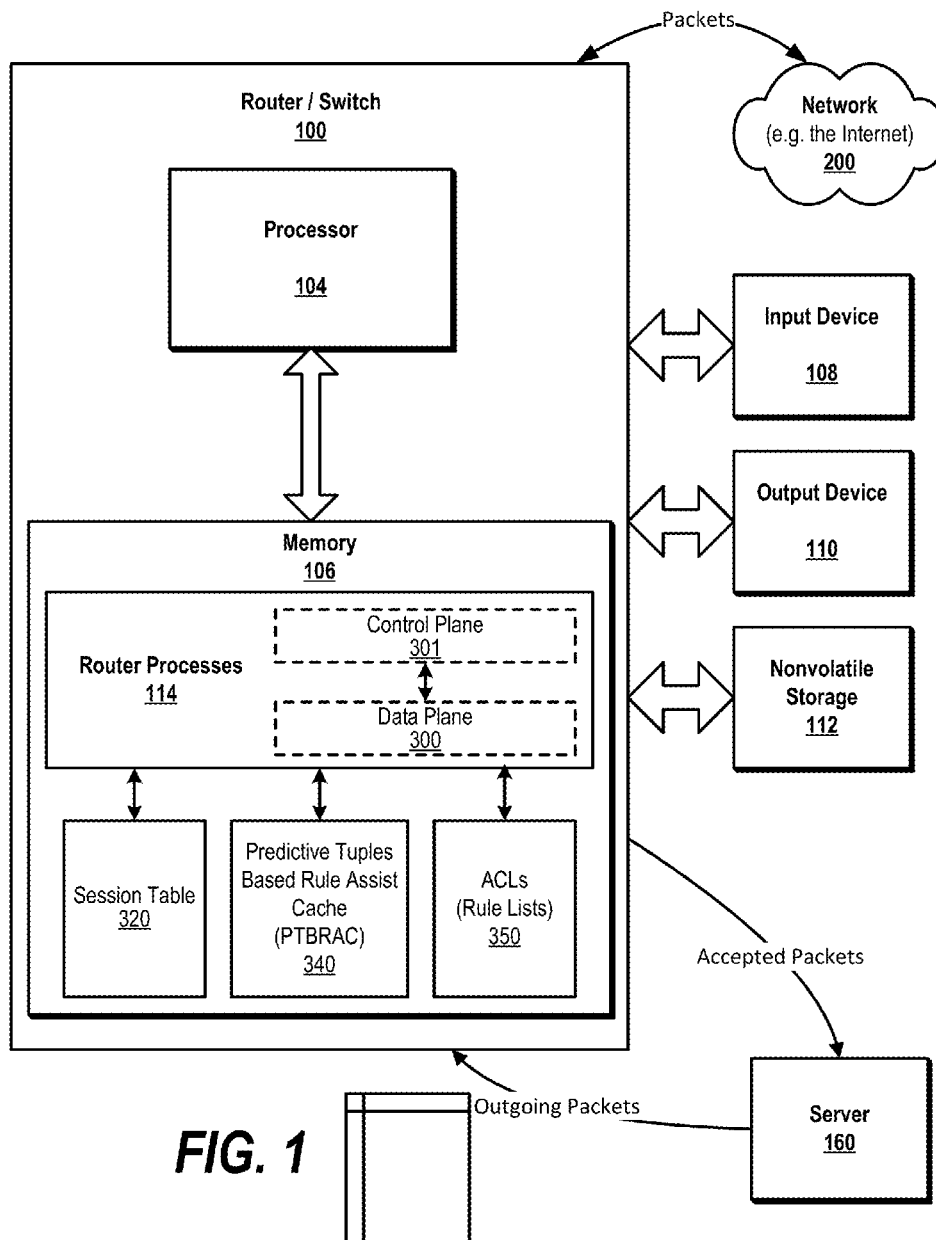 Packets
Router / Switch
100
Network
(e.g. the Internet)
200
Processor
104
Input Device
108
Output Device
110
Memory
106
Control Plane
301
Router Processes
114
Data Plane
300
Nonvolatile
Storage
112
Session Table
320
Predictive Tuples
Based Rule Assist
Cache
(PTBRAC)
340
ACLs
(Rule Lists)
350
Accepted Packets
Outgoing Packets
Server
160
FIG. 1